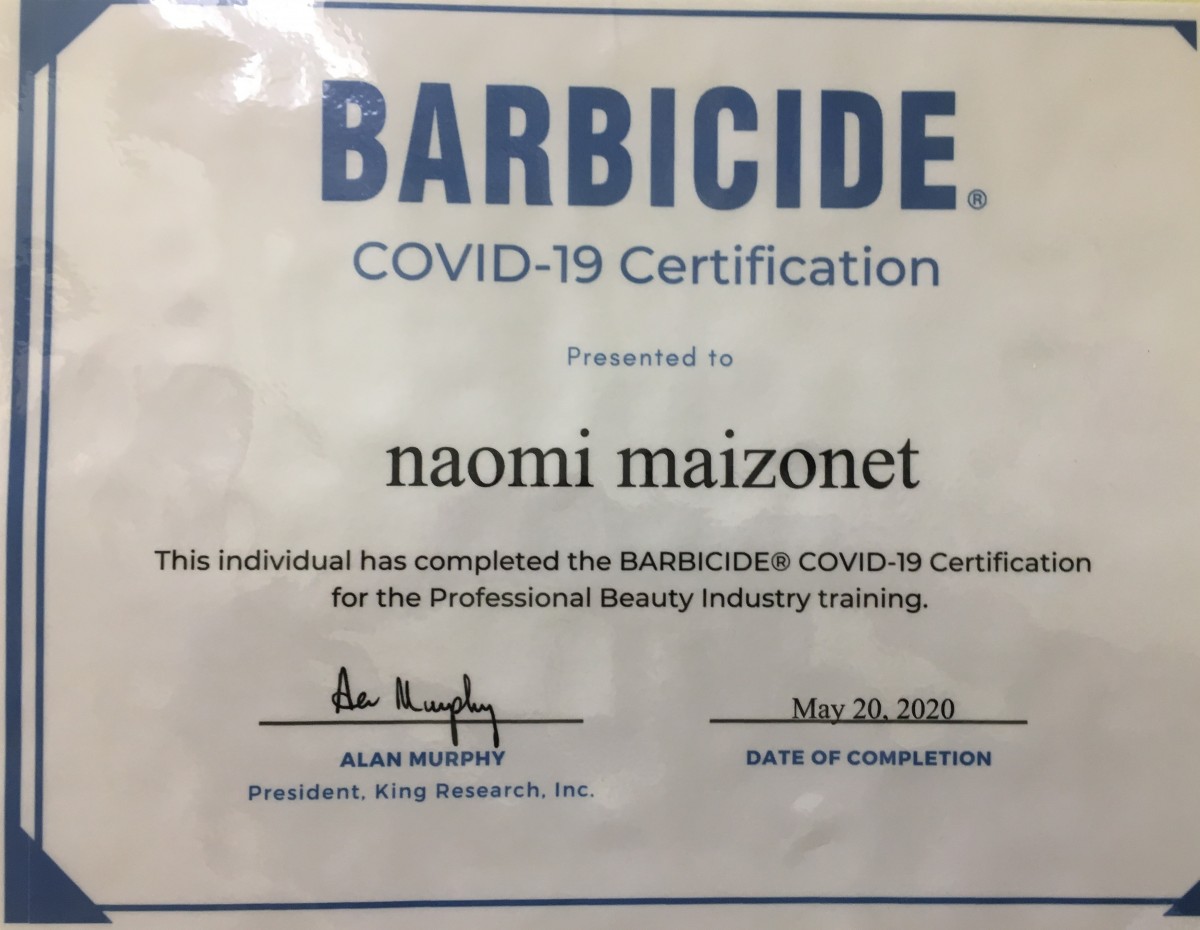 BARBICIDE®
COVID-19 Certification
Presented to
naomi maizonet
This individual has completed the BARBICIDE® COVID-19 Certification
for the Professional Beauty Industry training.
Alan Murphy
May 20, 2020
ALAN MURPHY
DATE OF COMPLETION
President, King Research, Inc.